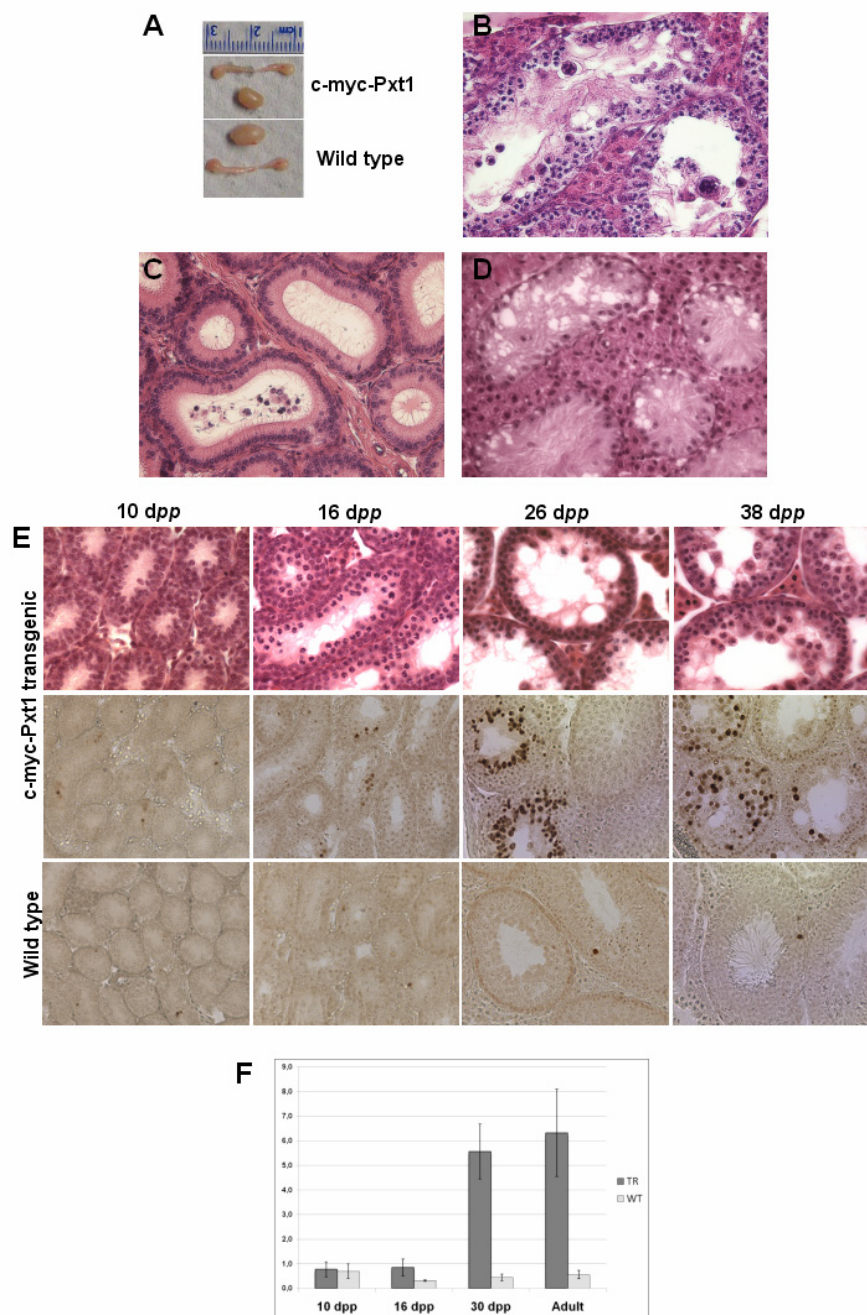 A
3 2 cm 1
c-myc-Pxt1
Wild type
B
C
D
10 dpp 16 dpp 26 dpp 38 dpp
E
c-myc-Pxt1 transgenic
Wild type
F
9,0
8,0
7,0
6,0
5,0
4,0
3,0
2,0
1,0
0,0
TR
WT
10 dpp 16 dpp 30 dpp Adult